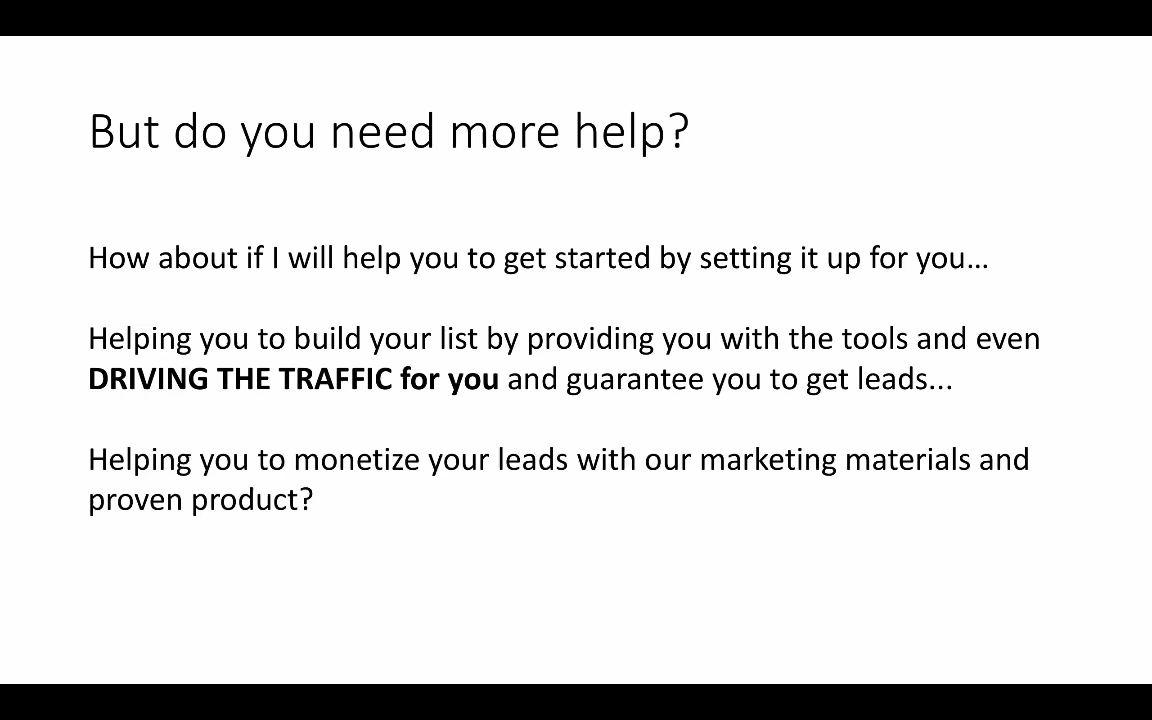 But do you need more help?
How about if I will help you to get started by setting it up for you…
Helping you to build your list by providing you with the tools and even
DRIVING THE TRAFFIC for you and guarantee you to get leads...
Helping you to monetize your leads with our marketing materials and
proven product?